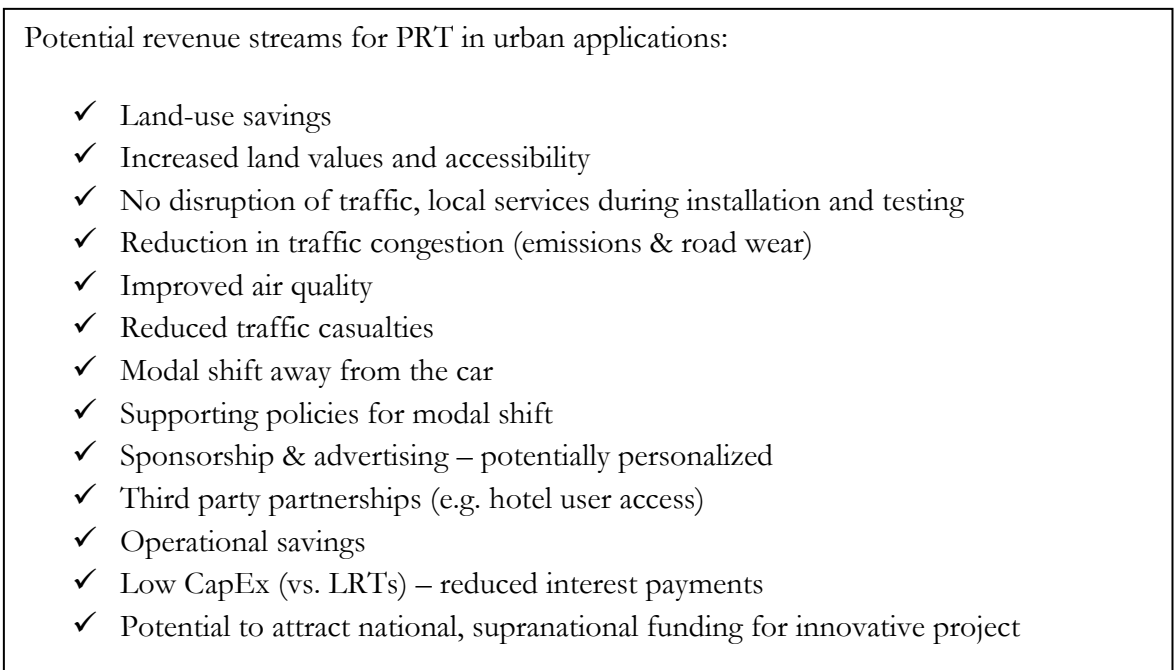 Potential revenue streams for PRT in urban applications:
✓ Land-use savings
✓ Increased land values and accessibility
✓ No disruption of traffic, local services during installation and testing
✓ Reduction in traffic congestion (emissions & road wear)
✓ Improved air quality
✓ Reduced traffic casualties
✓ Modal shift away from the car
✓ Supporting policies for modal shift
✓ Sponsorship & advertising – potentially personalized
✓ Third party partnerships (e.g. hotel user access)
✓ Operational savings
✓ Low CapEx (vs. LRTs) – reduced interest payments
✓ Potential to attract national, supranational funding for innovative project